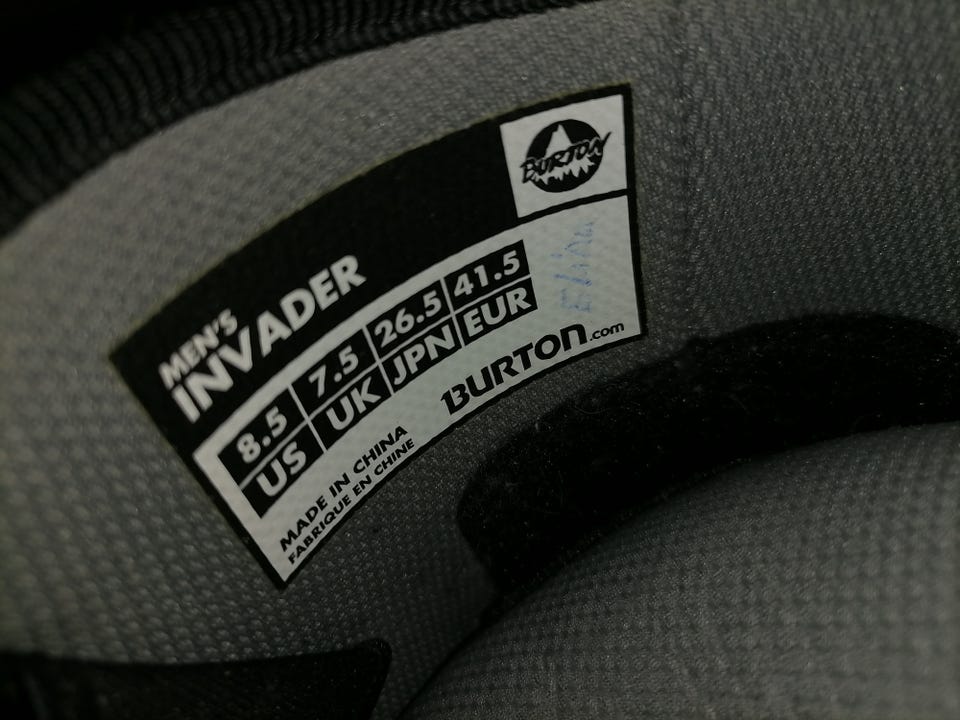 BURTON
MEN'S
INVADER
8.5 7.5 26.5 41.5
US UK JPN EUR
BURTON.com
MADE IN CHINA
FABRIQUE EN CHINE